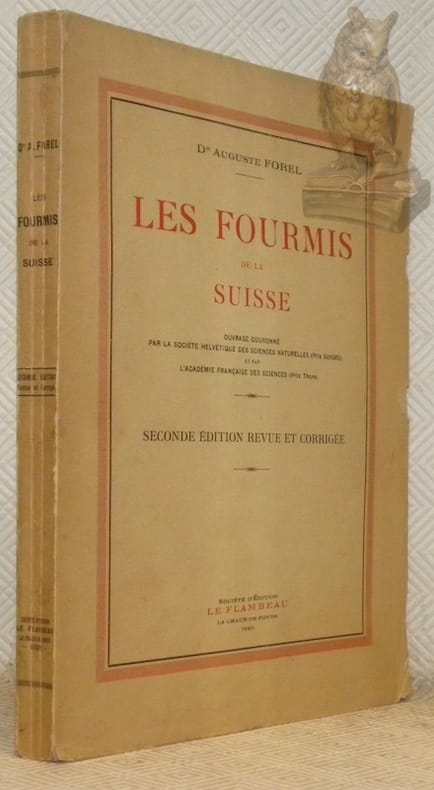 Dr A. FOREL
LES
FOURMIS
DE LA
SUISSE
LE FLAMBEAU
Dr AUGUSTE FOREL
LES FOURMIS
DE LA
SUISSE
OUVRAGE COURONNÉ
PAR LA SOCIÉTÉ HELVÉTIQUE DES SCIENCES NATURELLES (Prix Schläfli)
ET PAR
L'ACADÉMIE FRANÇAISE DES SCIENCES (Prix Thore)
SECONDE ÉDITION REVUE ET CORRIGÉE
SOCIÉTÉ D'ÉDITION
LE FLAMBEAU
LA CHAUX-DE-FONDS
1920